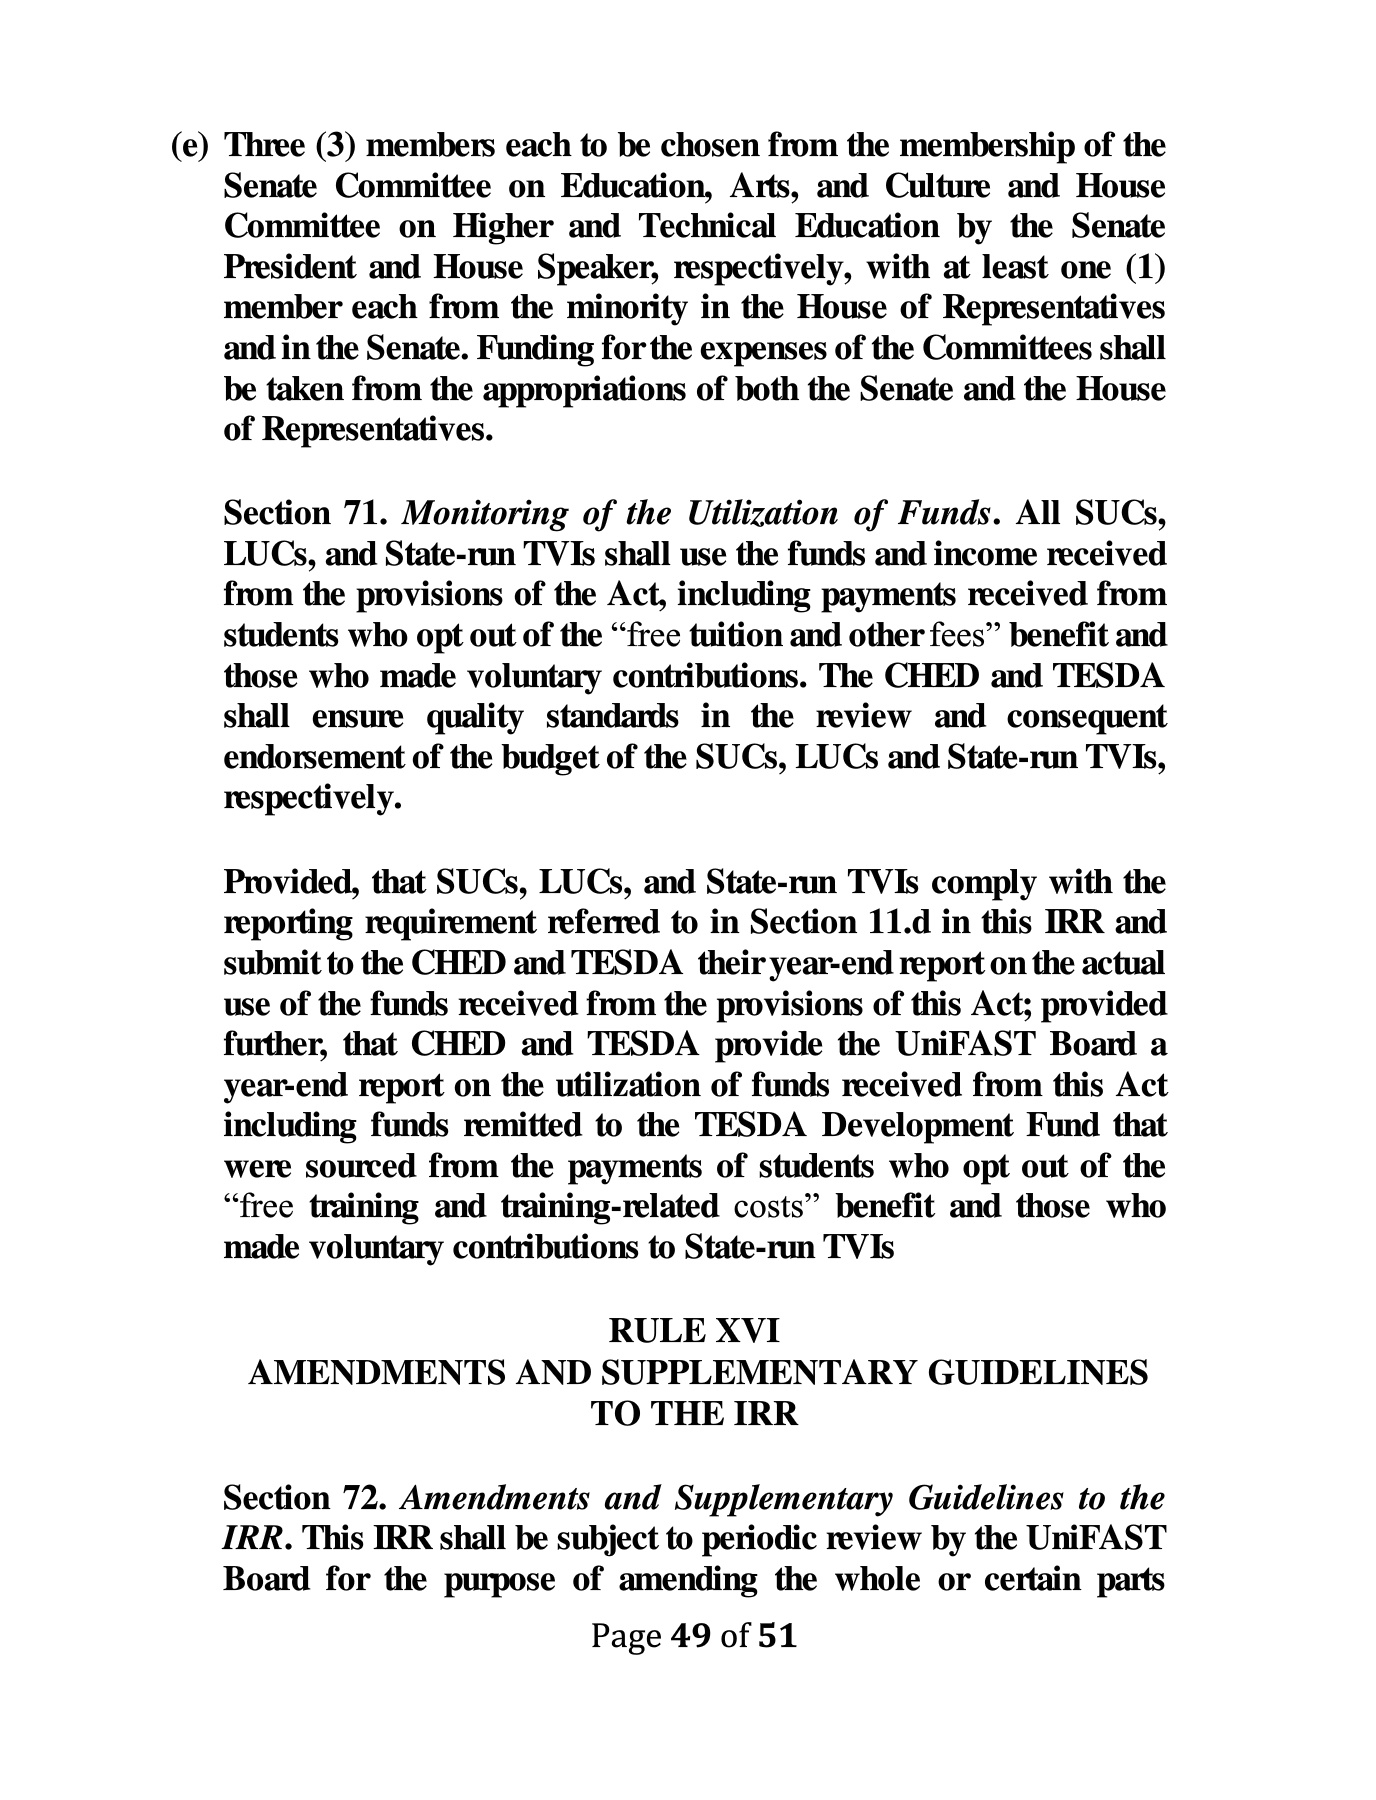 (e) Three (3) members each to be chosen from the membership of the
Senate Committee on Education, Arts, and Culture and House
Committee on Higher and Technical Education by the Senate
President and House Speaker, respectively, with at least one (1)
member each from the minority in the House of Representatives
and in the Senate. Funding for the expenses of the Committees shall
be taken from the appropriations of both the Senate and the House
of Representatives.
Section 71. Monitoring of the Utilization of Funds. All SUCs,
LUCs, and State-run TVIs shall use the funds and income received
from the provisions of the Act, including payments received from
students who opt out of the “free tuition and other fees” benefit and
those who made voluntary contributions. The CHED and TESDA
shall ensure quality standards in the review and consequent
endorsement of the budget of the SUCs, LUCs and State-run TVIs,
respectively.
Provided, that SUCs, LUCs, and State-run TVIs comply with the
reporting requirement referred to in Section 11.d in this IRR and
submit to the CHED and TESDA their year-end report on the actual
use of the funds received from the provisions of this Act; provided
further, that CHED and TESDA provide the UniFAST Board a
year-end report on the utilization of funds received from this Act
including funds remitted to the TESDA Development Fund that
were sourced from the payments of students who opt out of the
“free training and training-related costs” benefit and those who
made voluntary contributions to State-run TVIs
RULE XVI
AMENDMENTS AND SUPPLEMENTARY GUIDELINES
TO THE IRR
Section 72. Amendments and Supplementary Guidelines to the
IRR. This IRR shall be subject to periodic review by the UniFAST
Board for the purpose of amending the whole or certain parts
Page 49 of 51